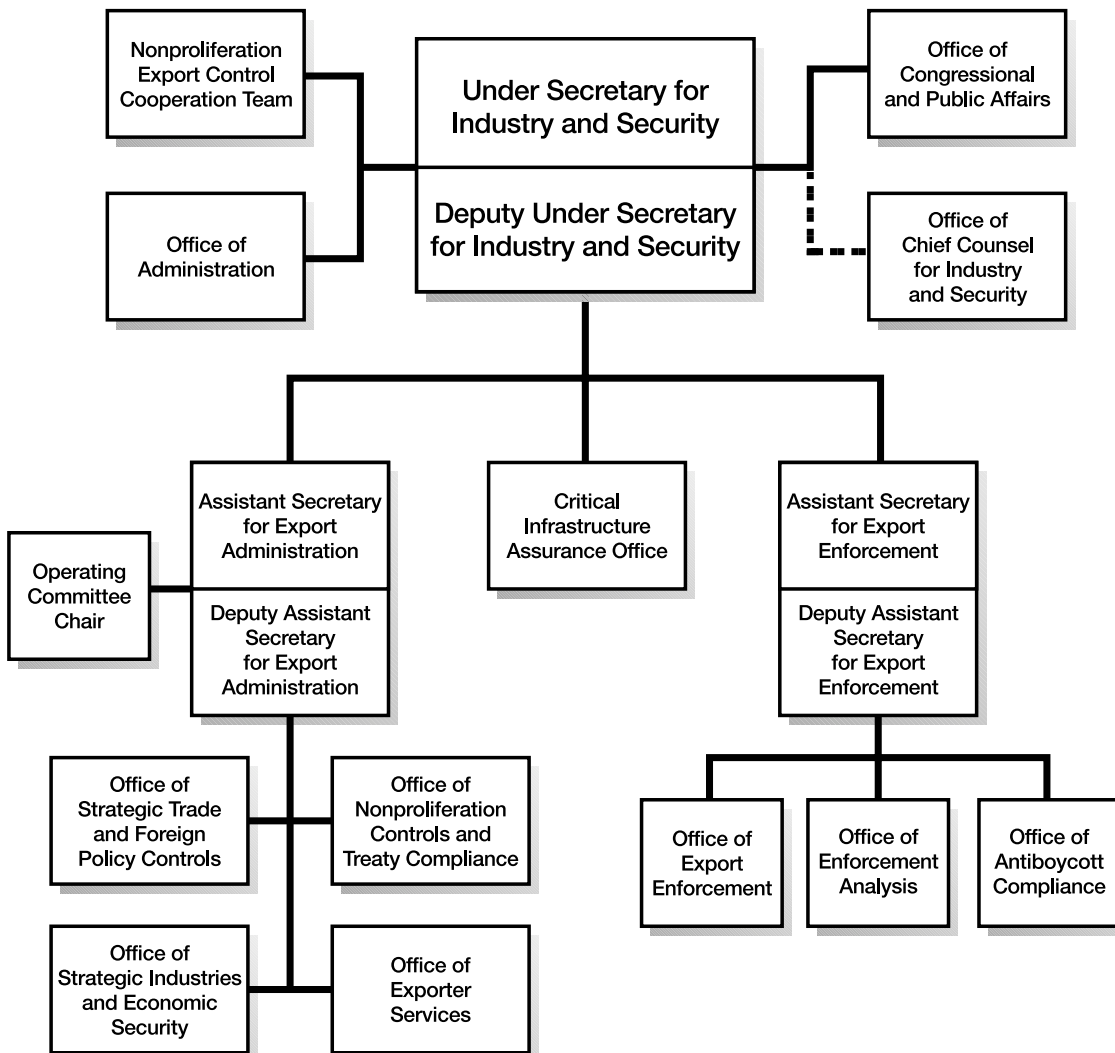 Nonproliferation
Export Control
Cooperation Team
Under Secretary for
Industry and Security
Office of
Congressional
and Public Affairs
Office of
Administration
Deputy Under Secretary
for Industry and Security
Office of
Chief Counsel
for Industry
and Security
Assistant Secretary
for Export
Administration
Critical
Infrastructure
Assurance Office
Assistant Secretary
for Export
Enforcement
Operating
Committee
Chair
Deputy Assistant
Secretary
for Export
Administration
Deputy Assistant
Secretary
for Export
Enforcement
Office of
Strategic Trade
and Foreign
Policy Controls
Office of
Nonproliferation
Controls and
Treaty Compliance
Office of
Export
Enforcement
Office of
Enforcement
Analysis
Office of
Antiboycott
Compliance
Office of
Strategic Industries
and Economic
Security
Office of
Exporter
Services